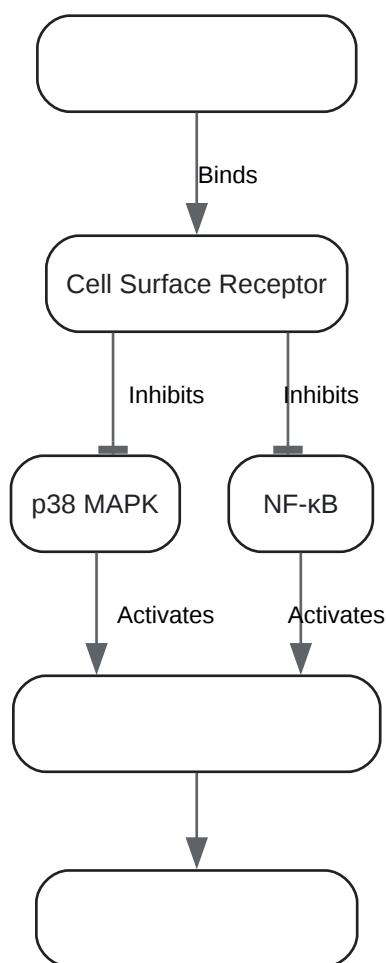 Binds
Cell Surface Receptor
Inhibits
Inhibits
p38 MAPK
NF-κB
Activates
Activates